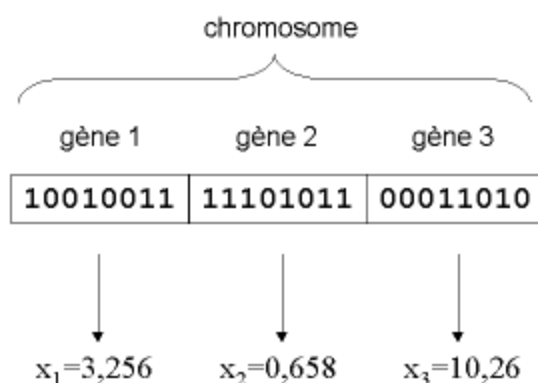 chromosome
gène 1 gène 2 gène 3
10010011 11101011 00011010
x₁=3,256 x₂=0,658 x₃=10,26